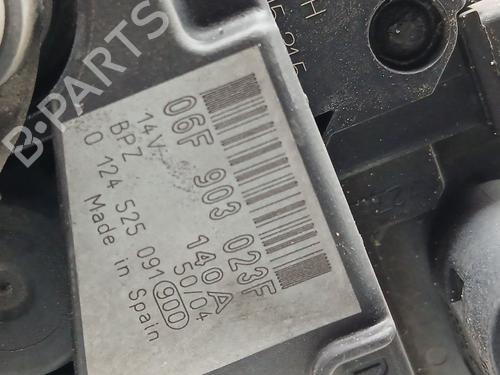 06F 903 023F
14V 140A
BPZ 50/04
0 124 525 091 900
Made in Spain
B-PARTS